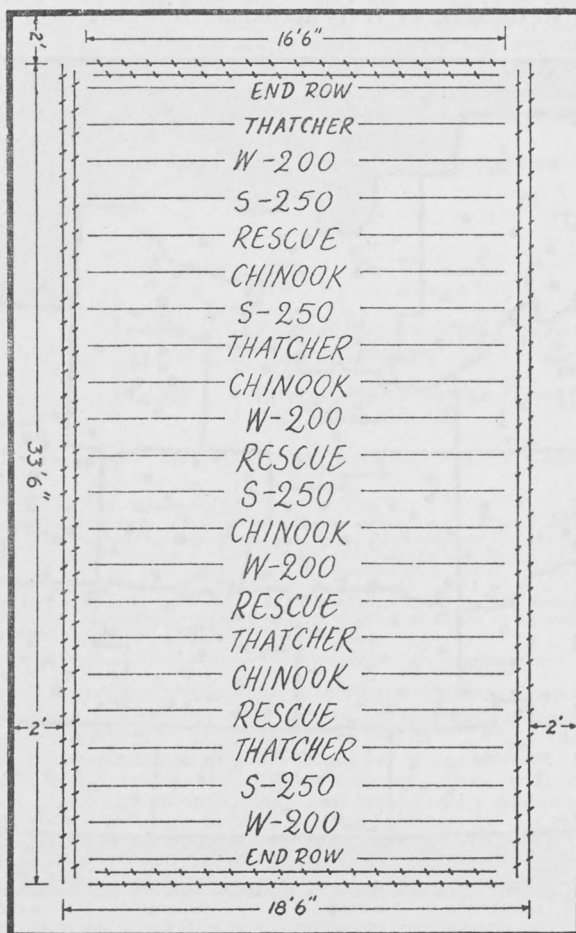 2'
16'6"
END ROW
THATCHER
W-200
S-250
RESCUE
CHINOOK
S-250
THATCHER
CHINOOK
W-200
33'6"
RESCUE
S-250
CHINOOK
W-200
RESCUE
THATCHER
CHINOOK
RESCUE
2'
2'
THATCHER
S-250
W-200
END ROW
18'6"